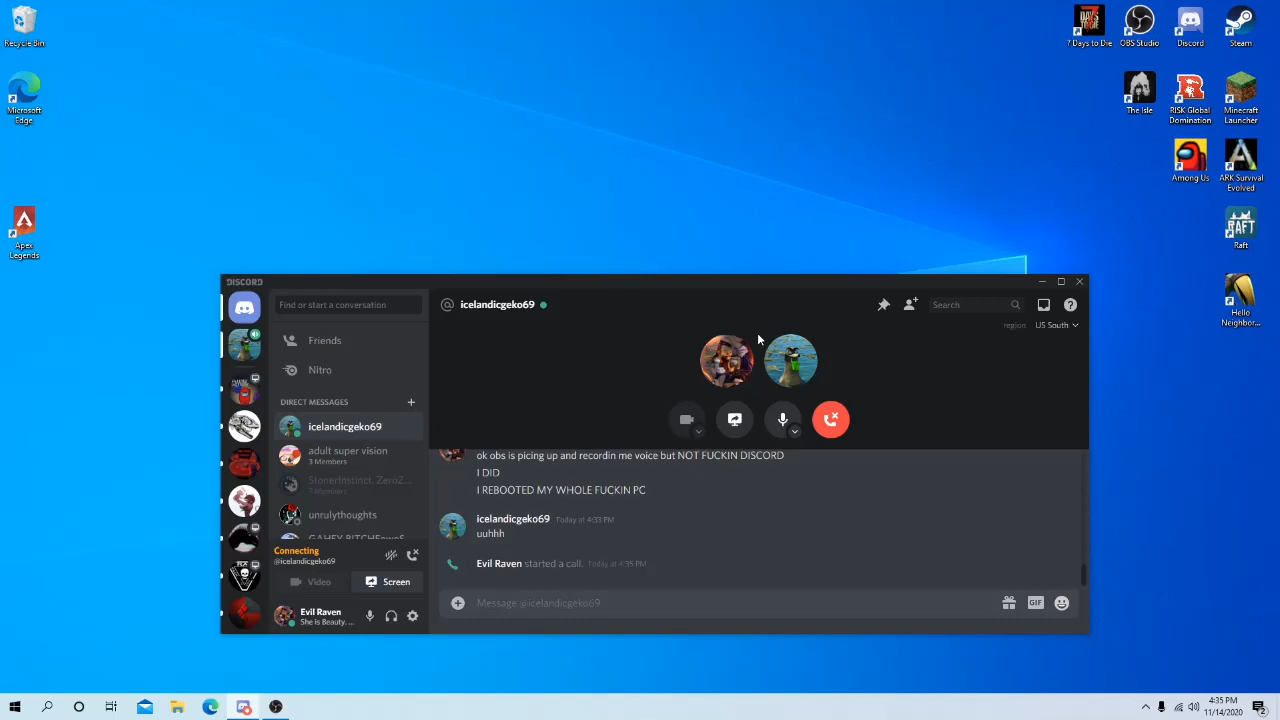 Recycle Bin
Microsoft
Edge
Apex
Legends
7 Days to Die
OBS Studio
Discord
Steam
The Isle
RISK Global
Domination
Minecraft
Launcher
Among Us
ARK Survival
Evolved
Raft
Hello
Neighbor...
DISCORD
Find or start a conversation
Friends
Nitro
DIRECT MESSAGES
icelandicgeko69
adult super vision
3 Members
StonerInstinct, ZeroZ...
7 Members
unrulythoughts
Connecting
@icelandicgeko69
Video
Screen
Evil Raven
She is Beauty, ...
@ icelandicgeko69
Search
region
US South
ok obs is picing up and recordin me voice but NOT FUCKIN DISCORD
I DID
I REBOOTED MY WHOLE FUCKIN PC
icelandicgeko69 Today at 4:33 PM
uuhhh
Evil Raven started a call. Today at 4:35 PM
Message @icelandicgeko69
GIF
4:35 PM
11/14/2020
2